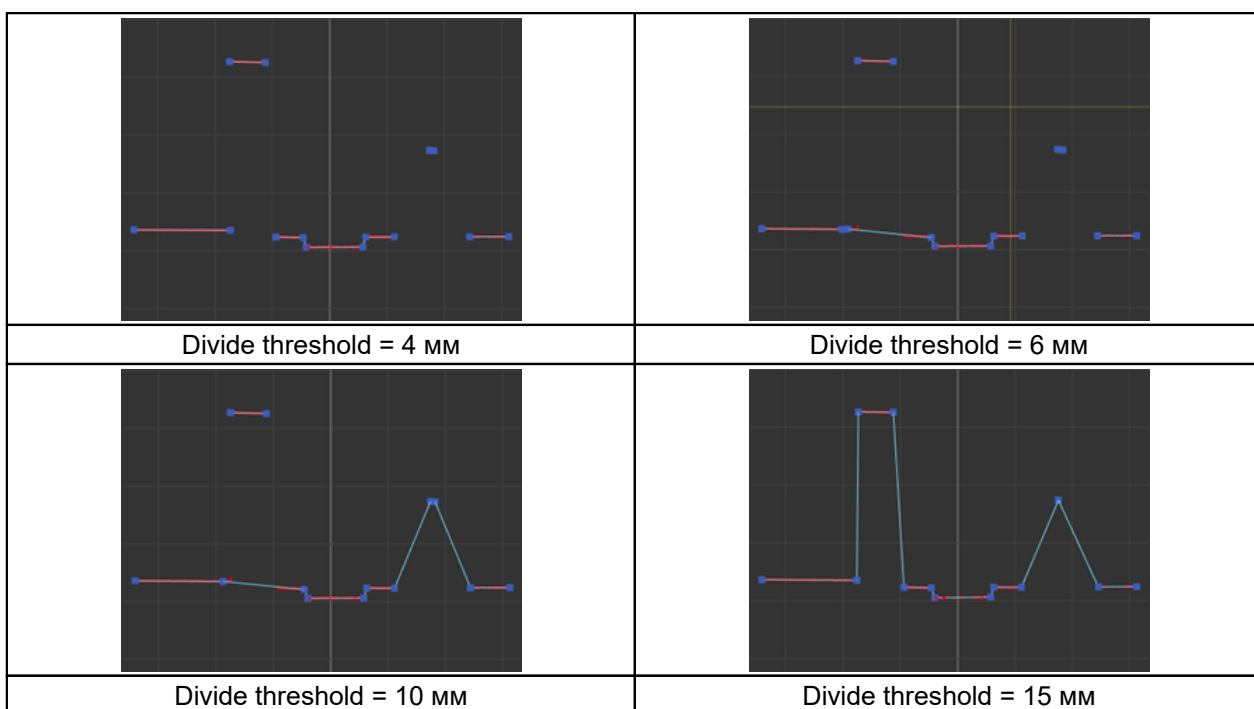 Divide threshold = 4 мм
Divide threshold = 6 мм
Divide threshold = 10 мм
Divide threshold = 15 мм